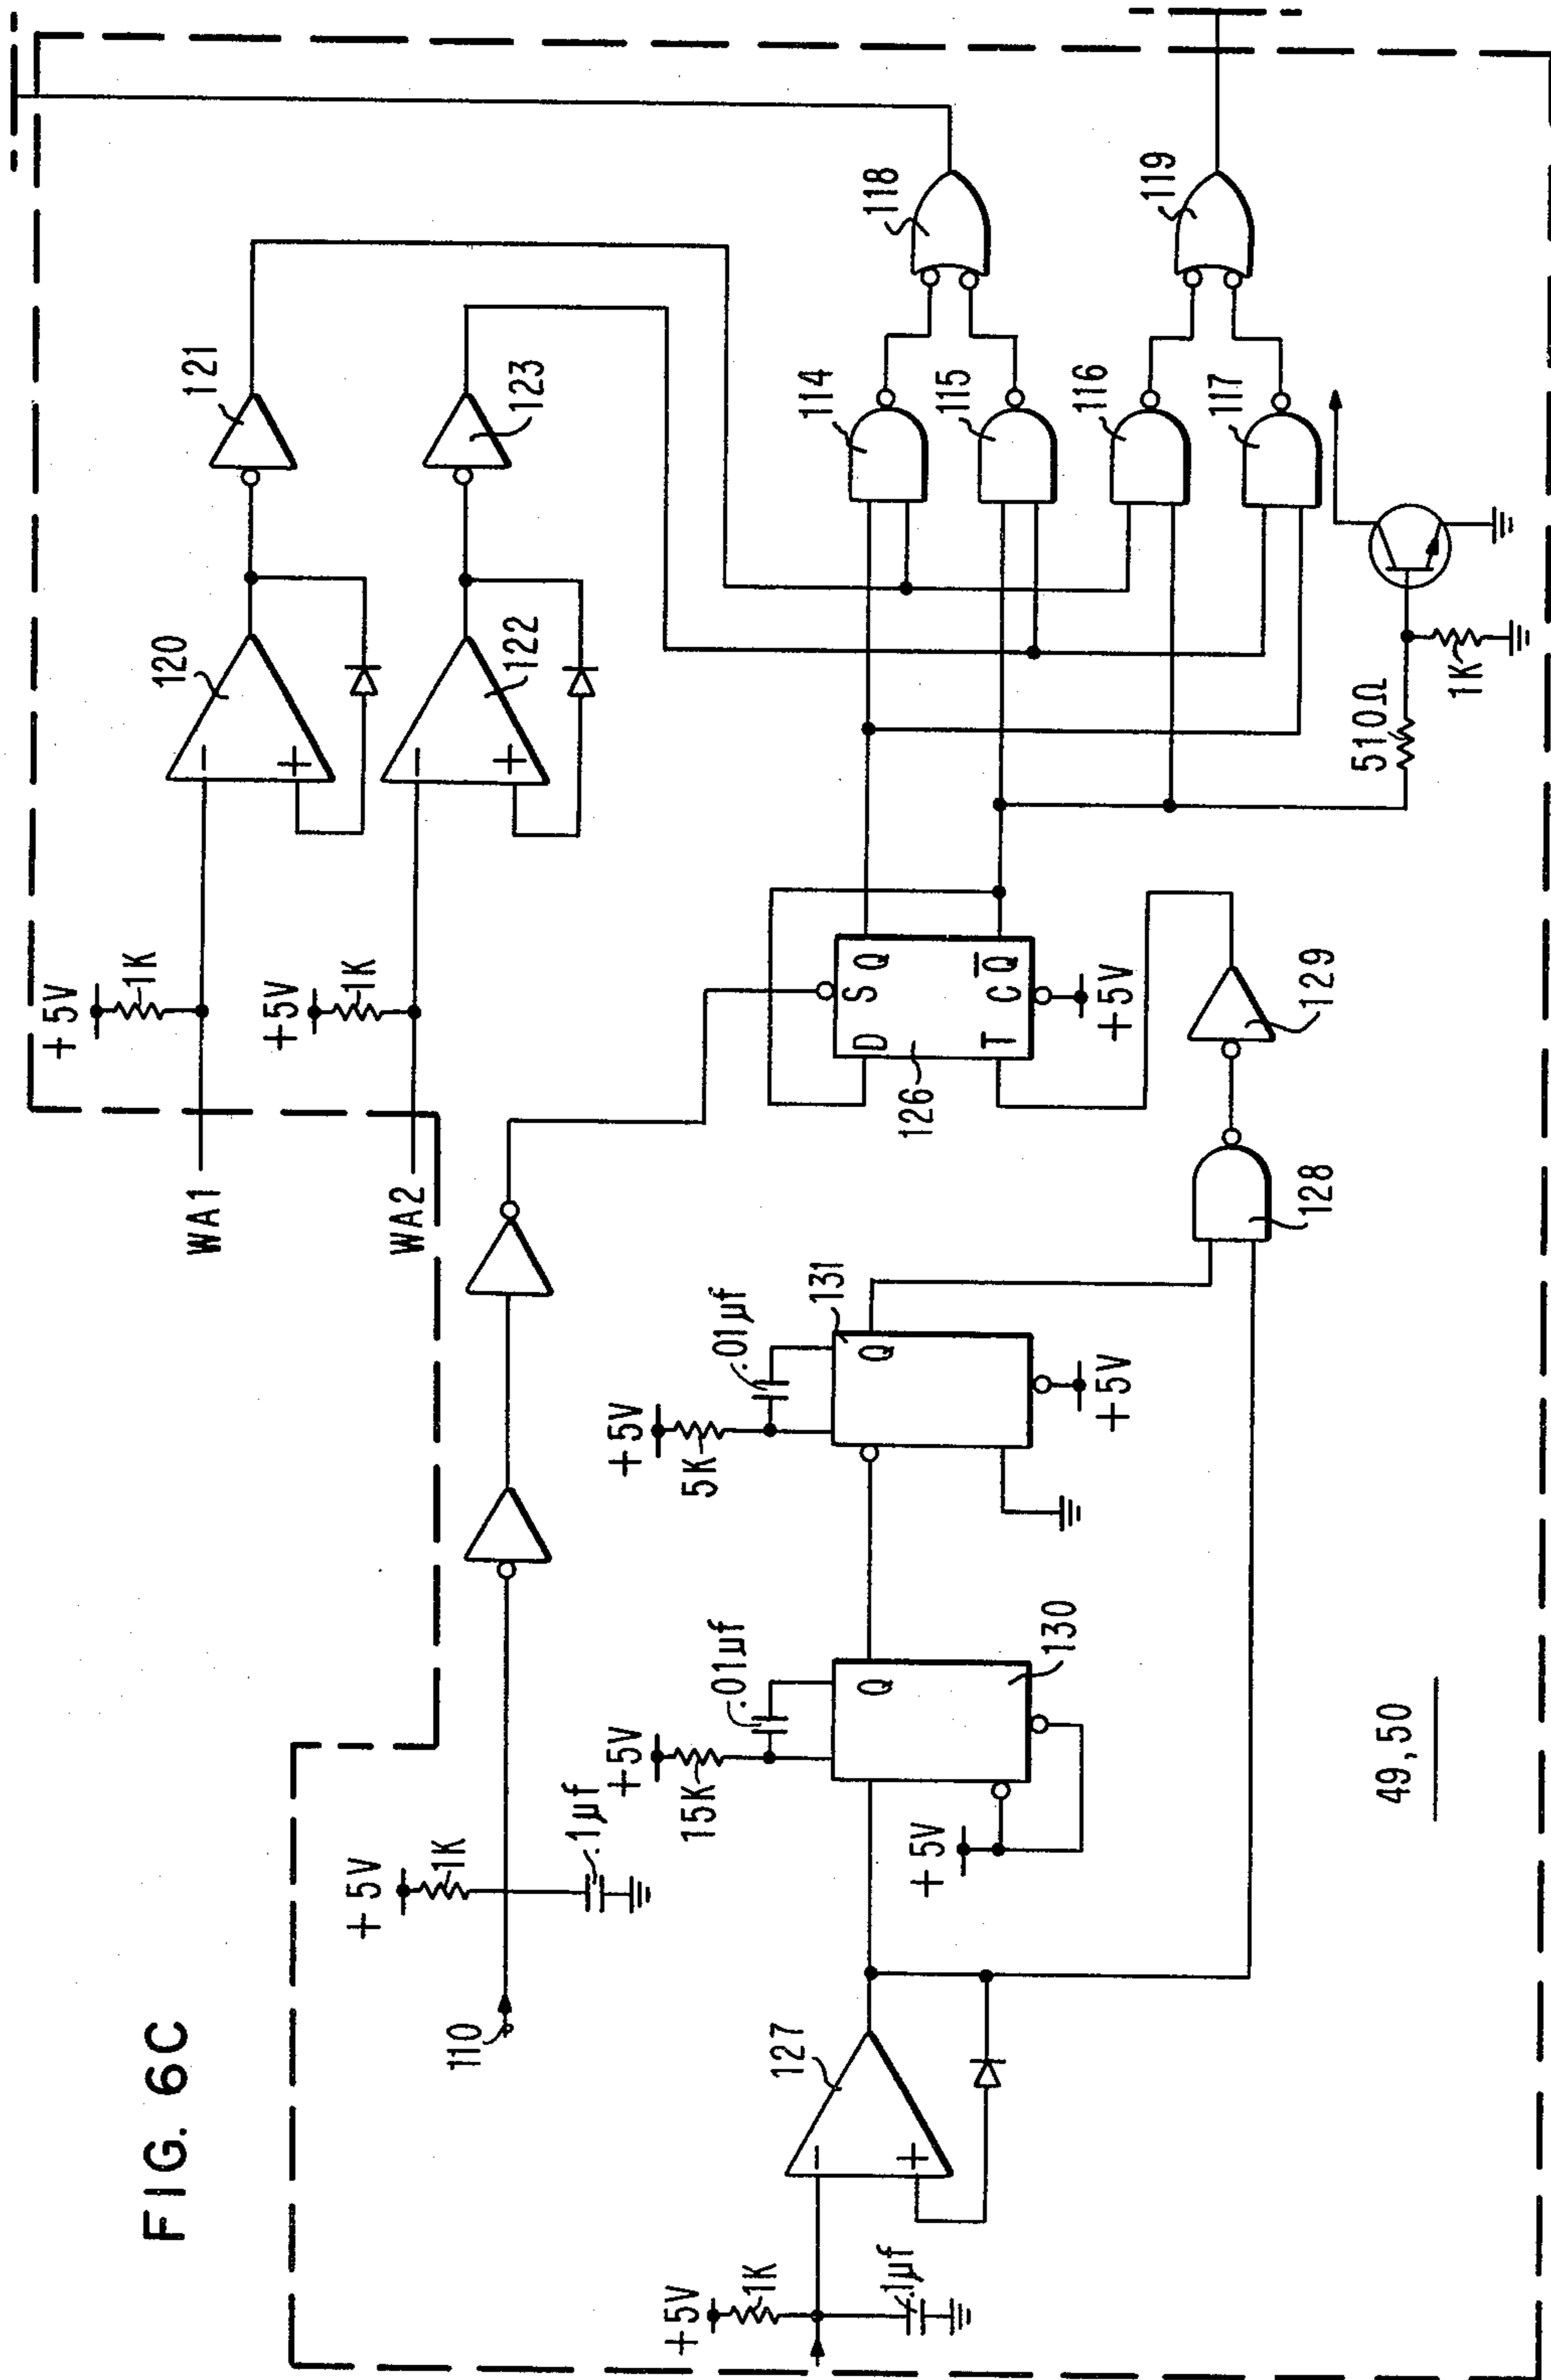 FIG. 6C
WA1
WA2
+5V
1K
+5V
1K
120
121
122
123
110
+5V
1K
.1µf
+5V
15K
.01µf
Q
130
+5V
+5V
5K
.01µf
Q
131
+5V
D
S
Q
T
C
Q̅
126
+5V
114
115
116
117
118
119
510Ω
1K
127
+5V
1K
.1µf
128
129
49,50
− + − + − +